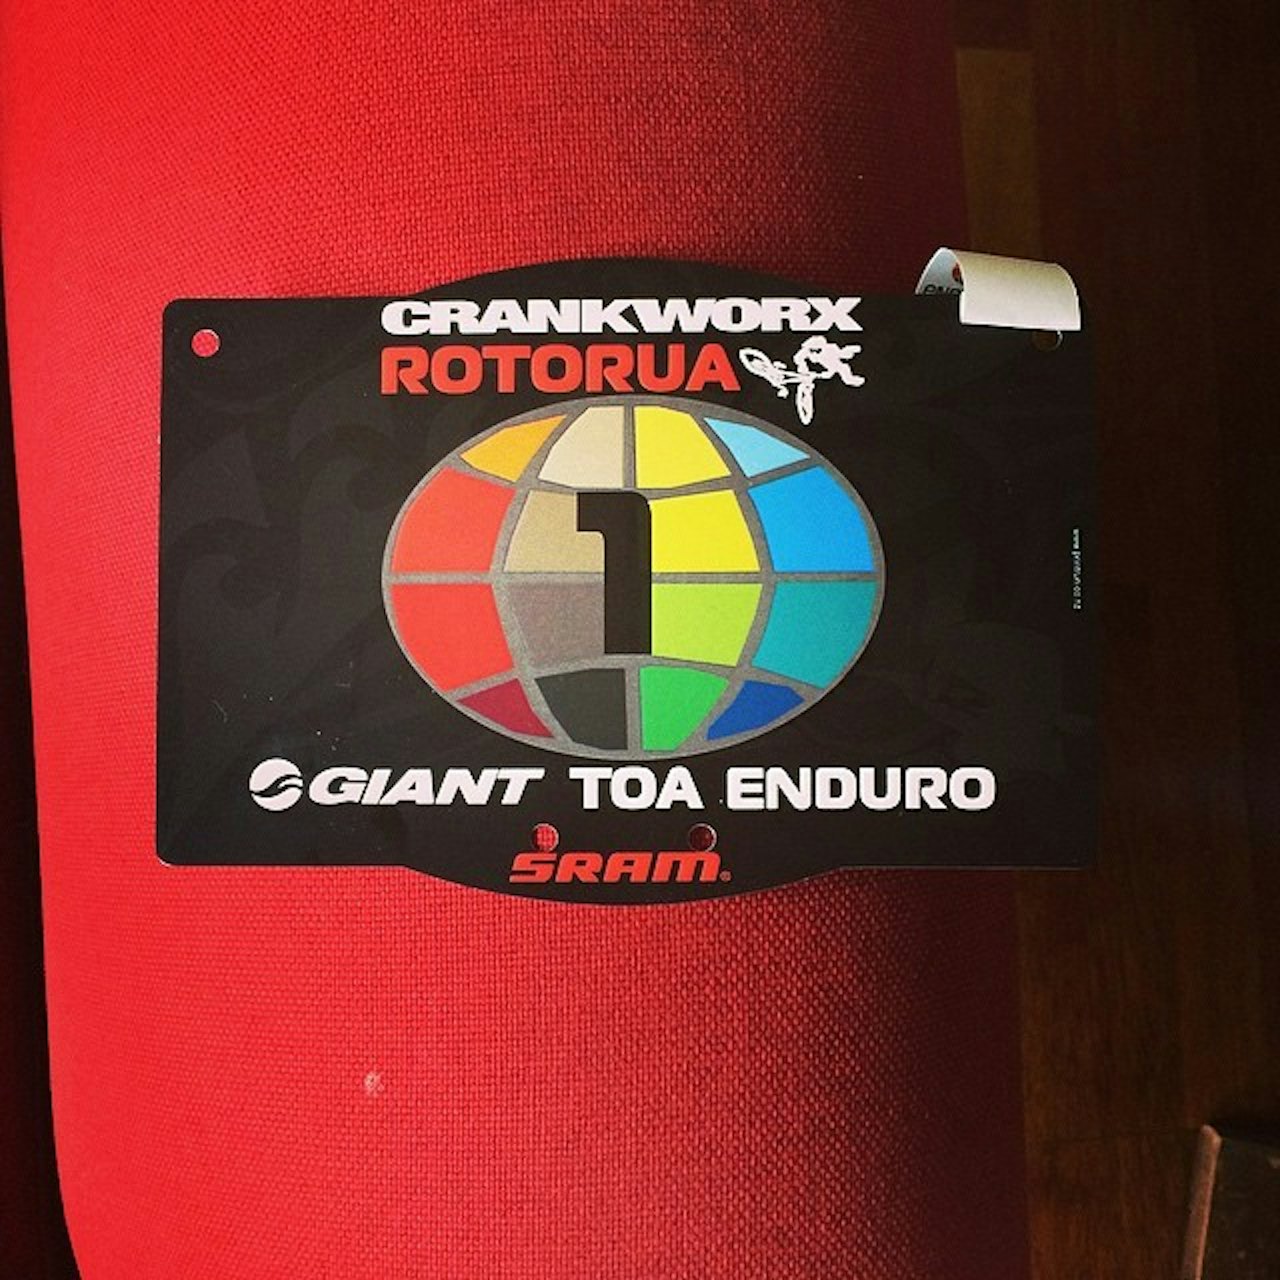 CRANKWORX
ROTORUA
1
GIANT TOA ENDURO
SRAM®